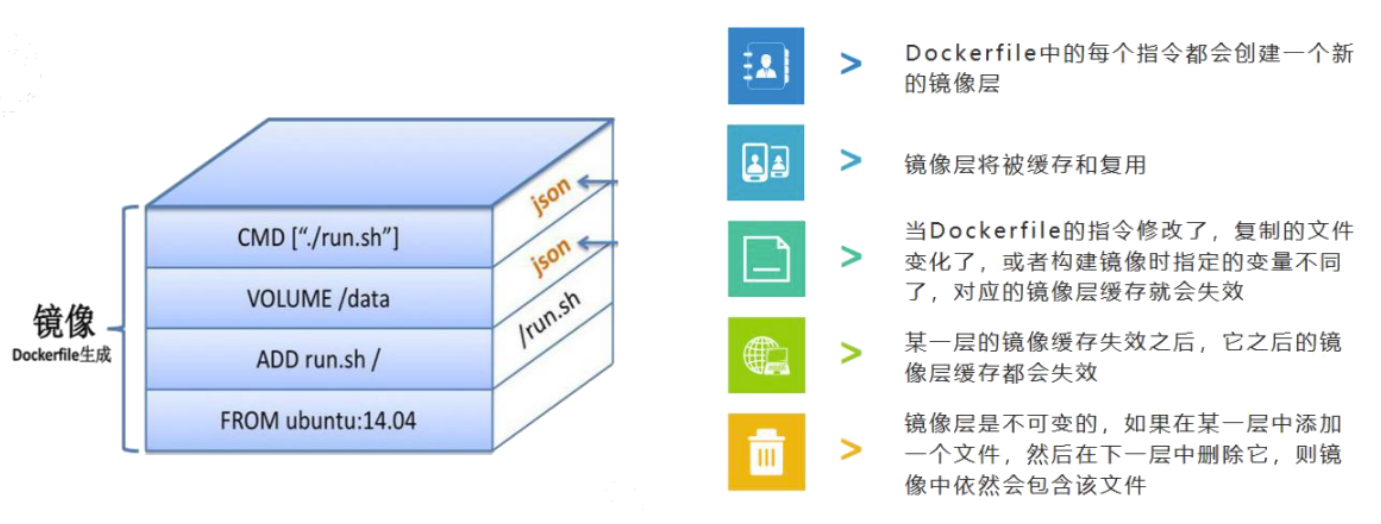 镜像
Dockerfile生成
CMD [“./run.sh”]
VOLUME /data
ADD run.sh /
FROM ubuntu:14.04
json
json
/run.sh
> Dockerfile中的每个指令都会创建一个新
的镜像层
> 镜像层将被缓存和复用
> 当Dockerfile的指令修改了，复制的文件
变化了，或者构建镜像时指定的变量不同
了，对应的镜像层缓存就会失效
> 某一层的镜像缓存失效之后，它之后的镜
像层缓存都会失效
> 镜像层是不可变的，如果在某一层中添加
一个文件，然后在下一层中删除它，则镜
像中依然会包含该文件